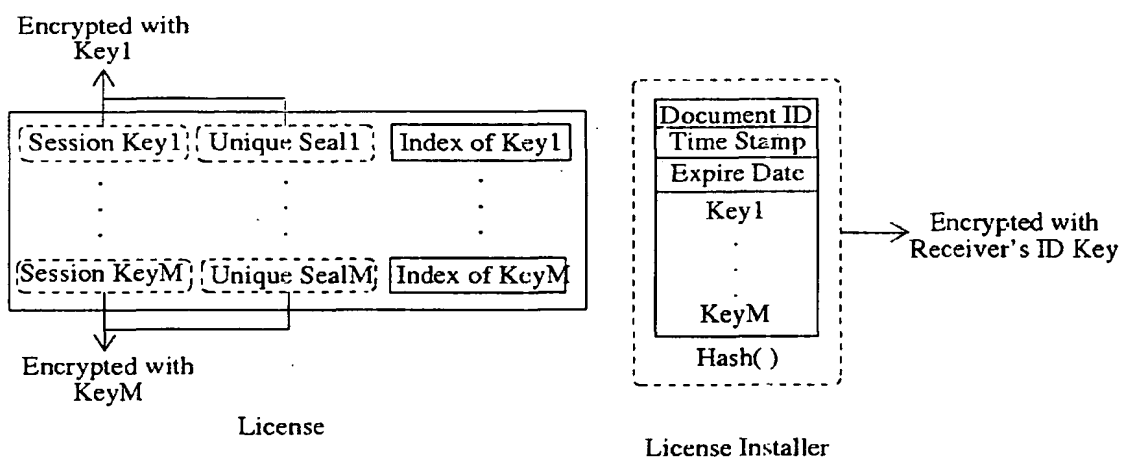 Encrypted with
Key1
Session Key1 Unique Seal1 Index of Key1
Session KeyM Unique SealM Index of KeyM
Encrypted with
KeyM
License
Document ID
Time Stamp
Expire Date
Key1
KeyM
Hash( )
Encrypted with
Receiver's ID Key
License Installer